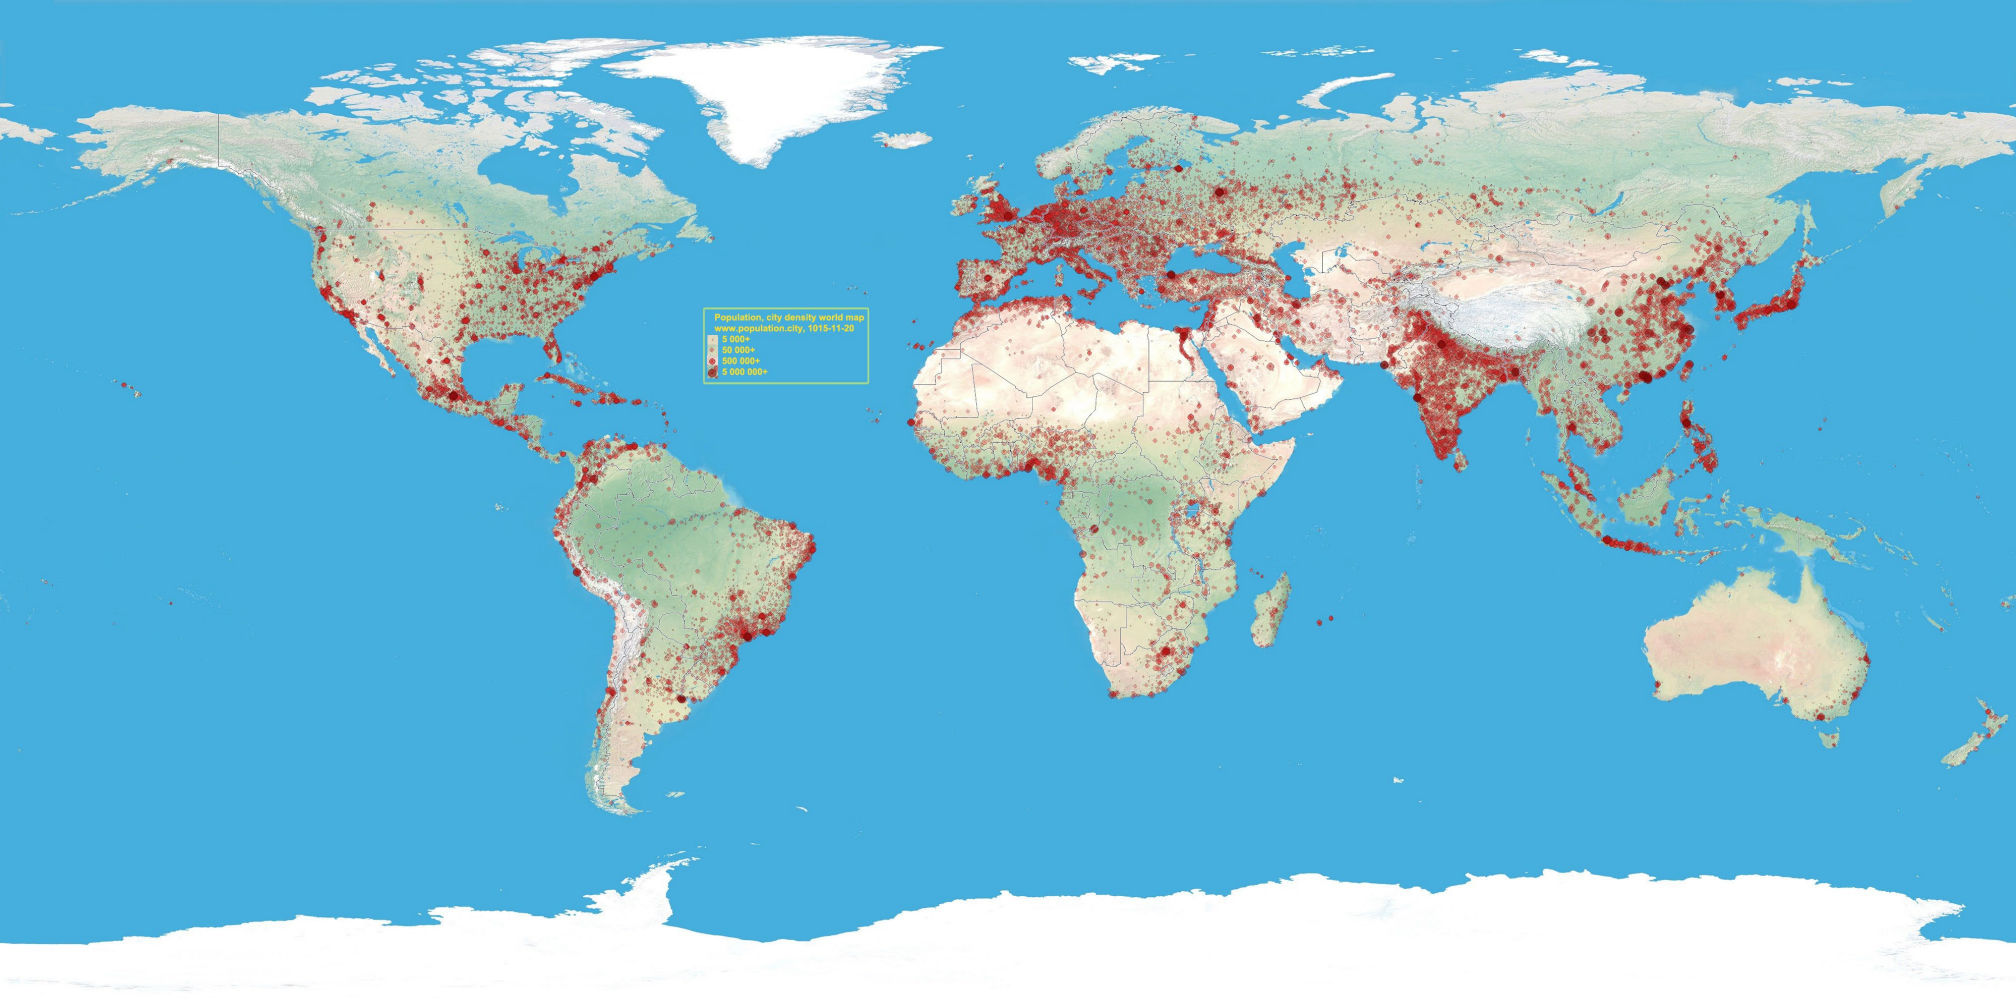 Population, city density world map
www.population.city, 1015-11-20
5 000+
50 000+
500 000+
5 000 000+